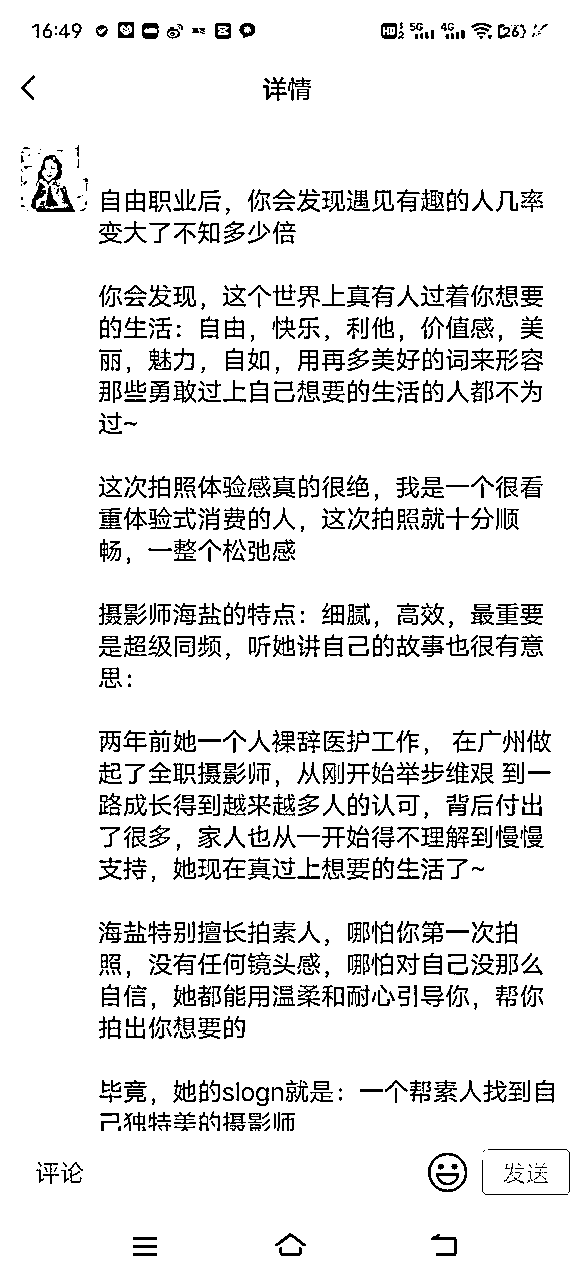 16:49
HD 1 2 5G 4G 26
详情
自由职业后，你会发现遇见有趣的人几率
变大了不知多少倍
你会发现，这个世界上真有人过着你想要
的生活：自由，快乐，利他，价值感，美
丽，魅力，自如，用再多美好的词来形容
那些勇敢过上自己想要的生活的人都不为
过~
这次拍照体验感真的很绝，我是一个很看
重体验式消费的人，这次拍照就十分顺
畅，一整个松弛感
摄影师海盐的特点：细腻，高效，最重要
是超级同频，听她讲自己的故事也很有意
思：
两年前她一个人裸辞医护工作， 在广州做
起了全职摄影师，从刚开始举步维艰 到一
路成长得到越来越多人的认可，背后付出
了很多，家人也从一开始得不理解到慢慢
支持，她现在真过上想要的生活了~
海盐特别擅长拍素人，哪怕你第一次拍
照，没有任何镜头感，哪怕对自己没那么
自信，她都能用温柔和耐心引导你，帮你
拍出你想要的
毕竟，她的slogn就是：一个帮素人找到自
己独特美的摄影师
评论
发送